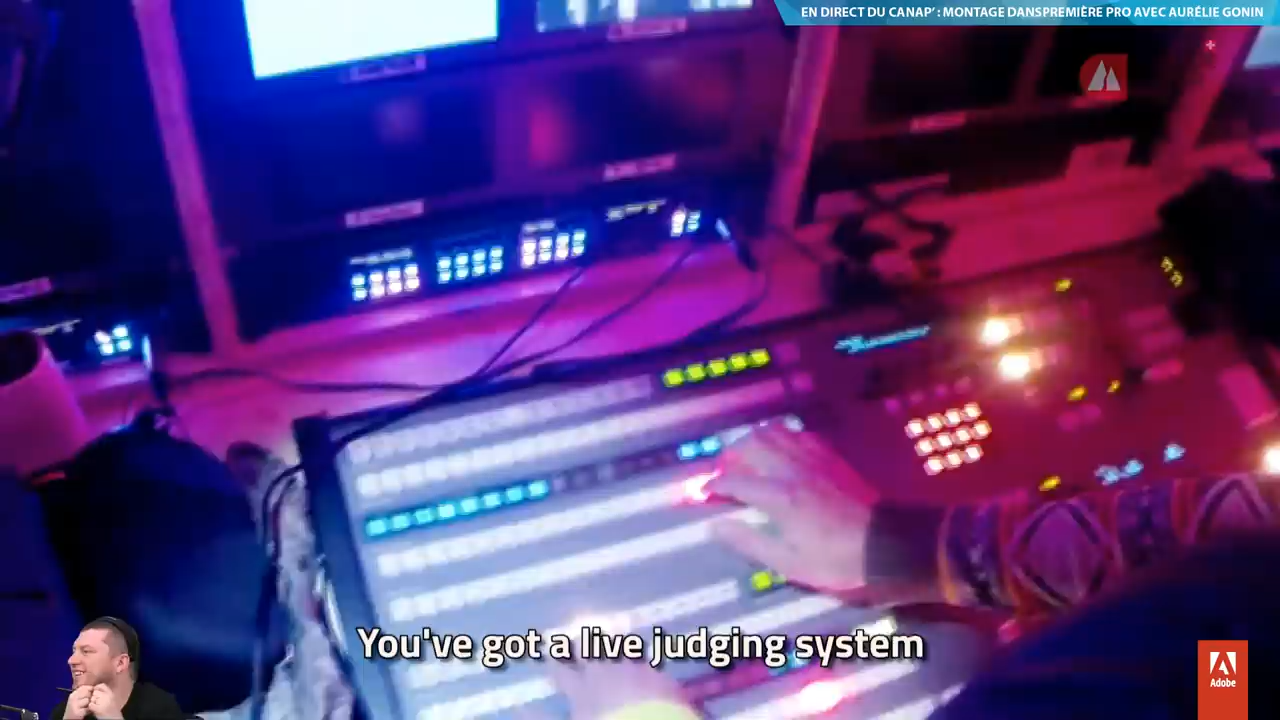 EN DIRECT DU CANAP' : MONTAGE DANSPREMIÈRE PRO AVEC AURÉLIE GONIN
You've got a live judging system
Adobe